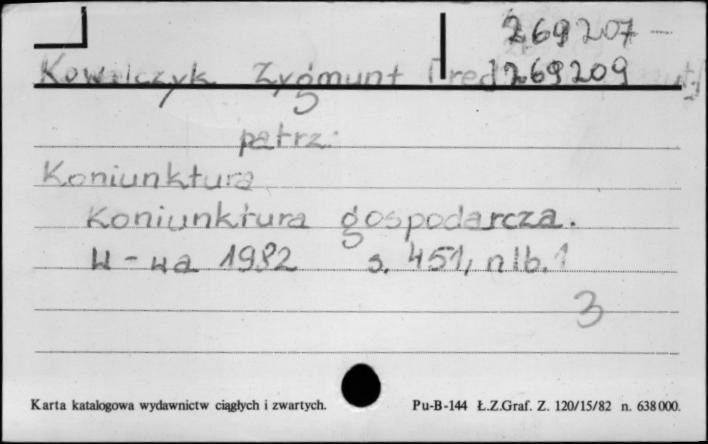 269207 -
Kowalczyk Zygmunt [red] 269209
patrz:
Koniunktura
Koniunktura gospodarcza.
W-wa 1982 s. 451, nlb. 1
3
Karta katalogowa wydawnictw ciągłych i zwartych. Pu-B-144 Ł.Z.Graf. Z. 120/15/82 n. 638000.